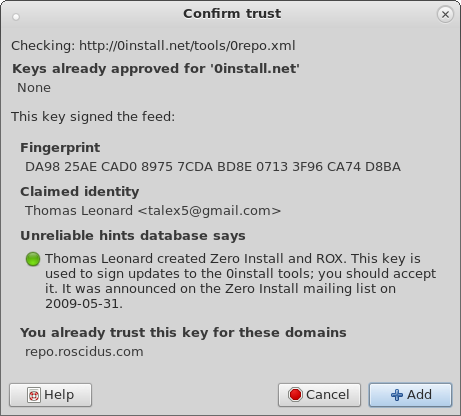 Confirm trust
Checking: http://0install.net/tools/0repo.xml
Keys already approved for '0install.net'
None
This key signed the feed:
Fingerprint
DA98 25AE CAD0 8975 7CDA BD8E 0713 3F96 CA74 D8BA
Claimed identity
Thomas Leonard <talex5@gmail.com>
Unreliable hints database says
Thomas Leonard created Zero Install and ROX. This key is
used to sign updates to the 0install tools; you should accept
it. It was announced on the Zero Install mailing list on
2009-05-31.
You already trust this key for these domains
repo.roscidus.com
Help
Cancel
Add